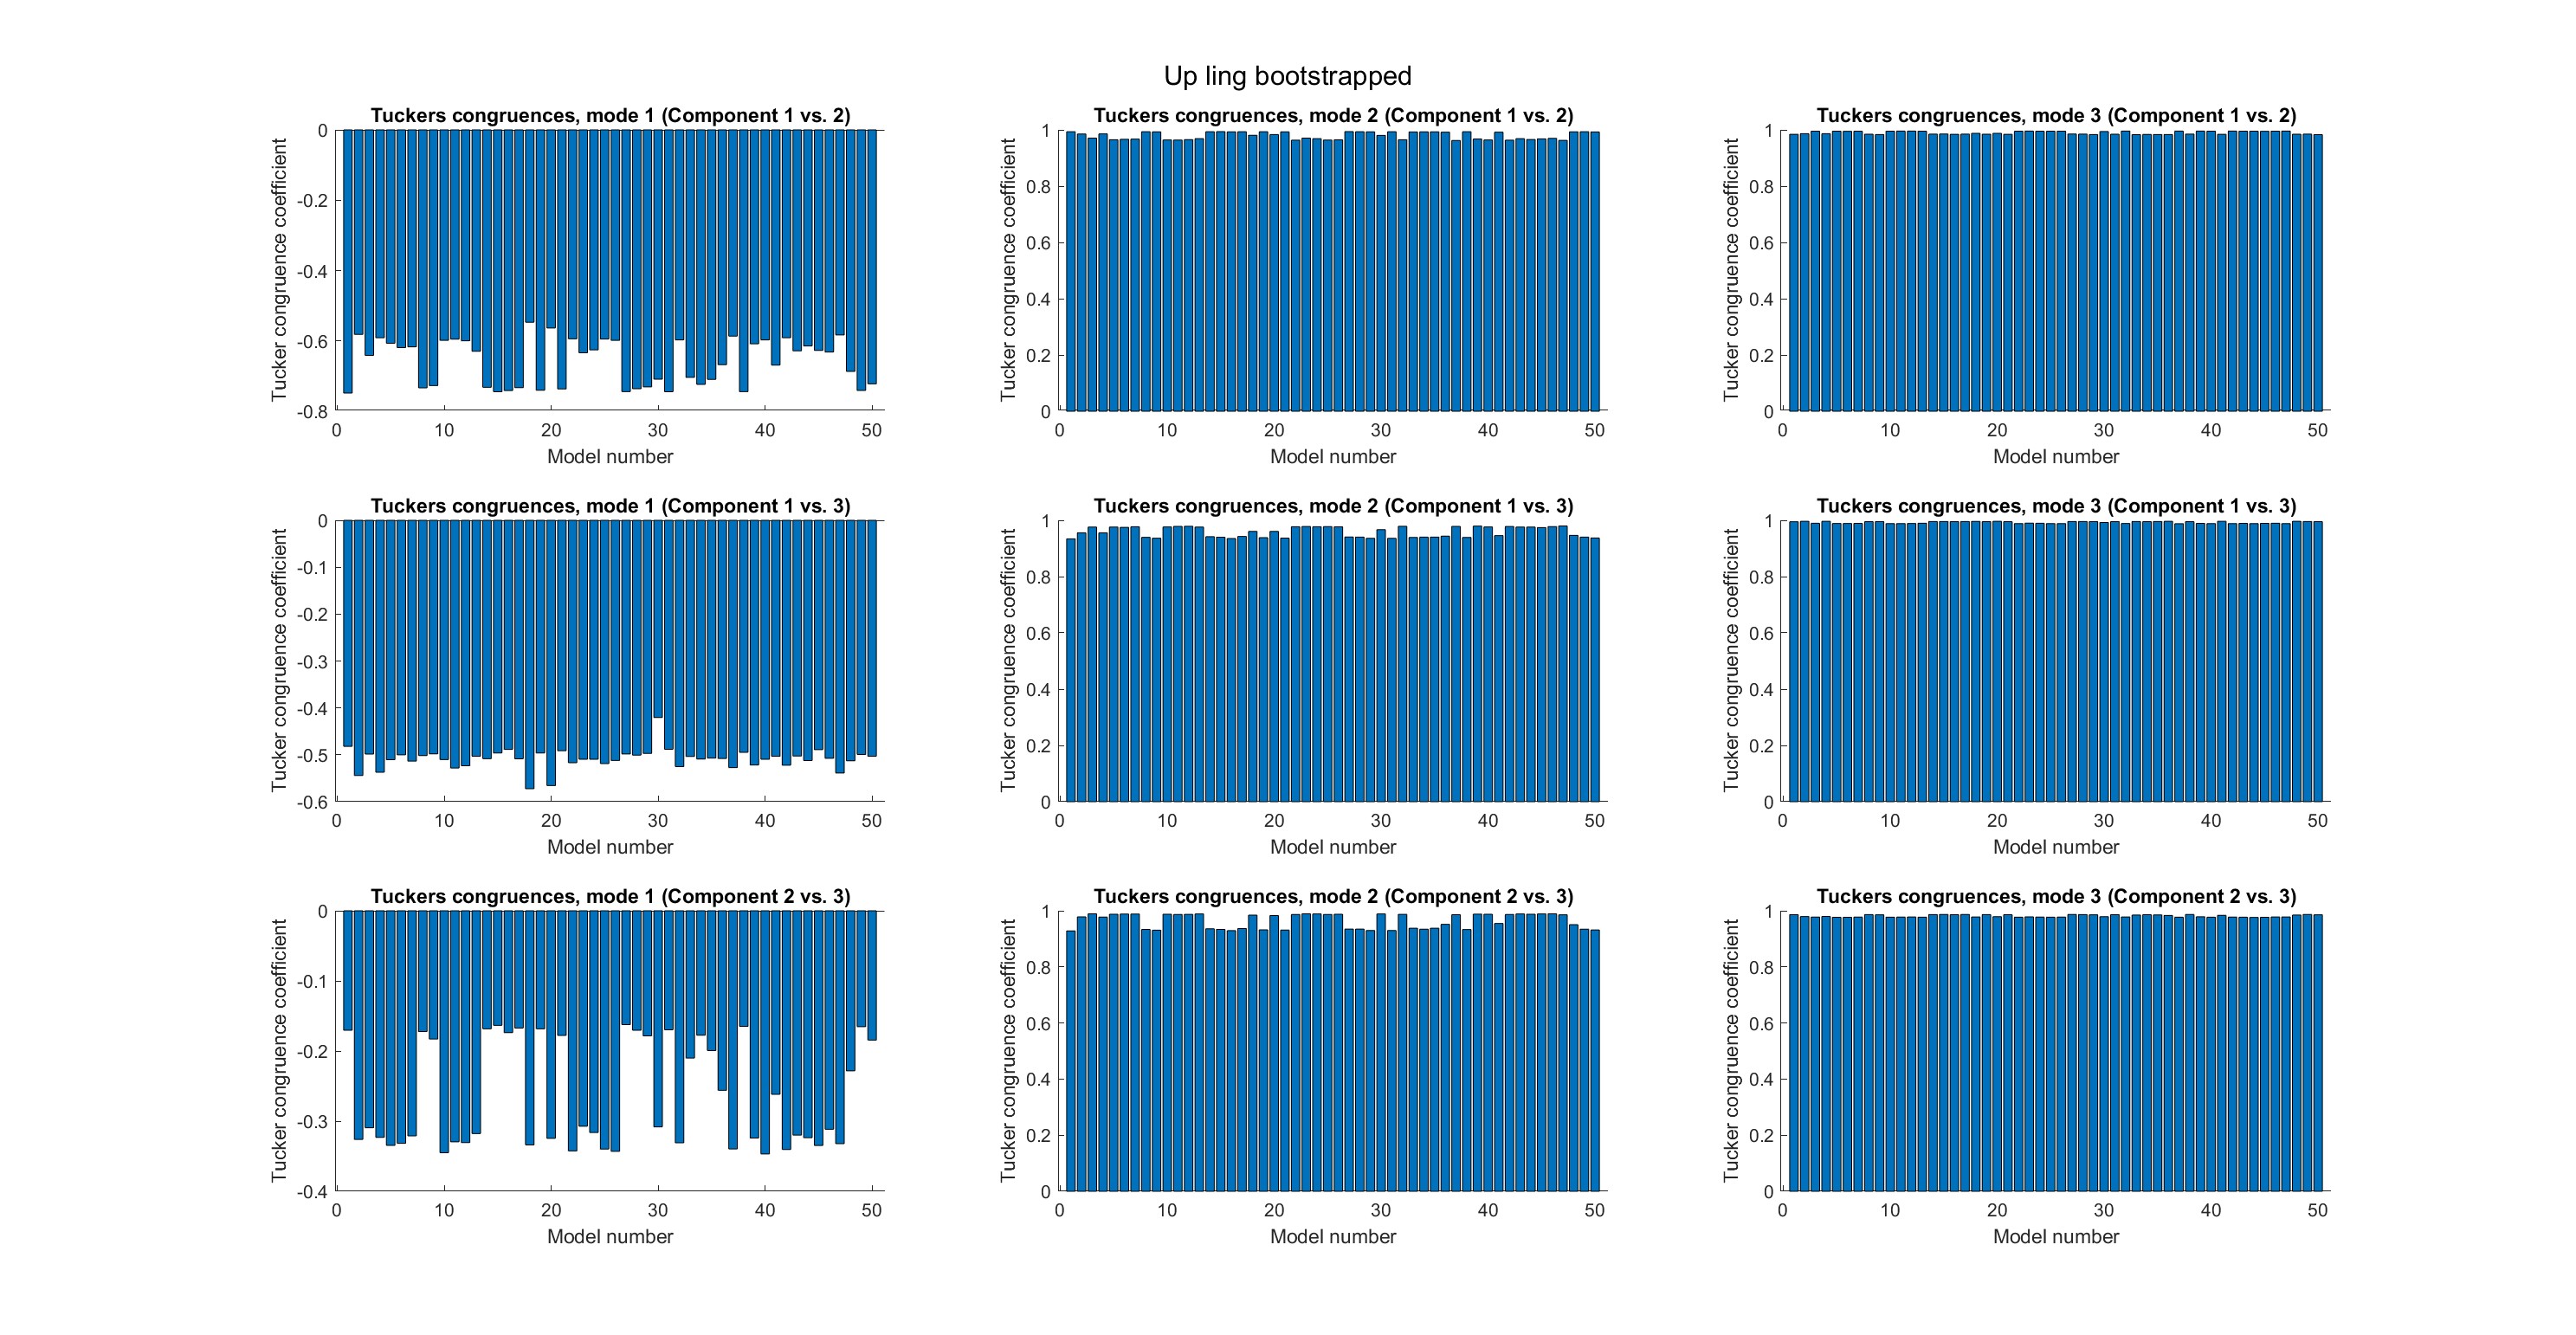 Up ling bootstrapped
Tuckers congruences, mode 1 (Component 1 vs. 2)
Tucker congruence coefficient
0
-0.2
-0.4
-0.6
-0.8
0 10 20 30 40 50
Model number
Tuckers congruences, mode 2 (Component 1 vs. 2)
Tucker congruence coefficient
1
0.8
0.6
0.4
0.2
0
0 10 20 30 40 50
Model number
Tuckers congruences, mode 3 (Component 1 vs. 2)
Tucker congruence coefficient
1
0.8
0.6
0.4
0.2
0
0 10 20 30 40 50
Model number
Tuckers congruences, mode 1 (Component 1 vs. 3)
Tucker congruence coefficient
0
-0.1
-0.2
-0.3
-0.4
-0.5
-0.6
0 10 20 30 40 50
Model number
Tuckers congruences, mode 2 (Component 1 vs. 3)
Tucker congruence coefficient
1
0.8
0.6
0.4
0.2
0
0 10 20 30 40 50
Model number
Tuckers congruences, mode 3 (Component 1 vs. 3)
Tucker congruence coefficient
1
0.8
0.6
0.4
0.2
0
0 10 20 30 40 50
Model number
Tuckers congruences, mode 1 (Component 2 vs. 3)
Tucker congruence coefficient
0
-0.1
-0.2
-0.3
-0.4
0 10 20 30 40 50
Model number
Tuckers congruences, mode 2 (Component 2 vs. 3)
Tucker congruence coefficient
1
0.8
0.6
0.4
0.2
0
0 10 20 30 40 50
Model number
Tuckers congruences, mode 3 (Component 2 vs. 3)
Tucker congruence coefficient
1
0.8
0.6
0.4
0.2
0
0 10 20 30 40 50
Model number